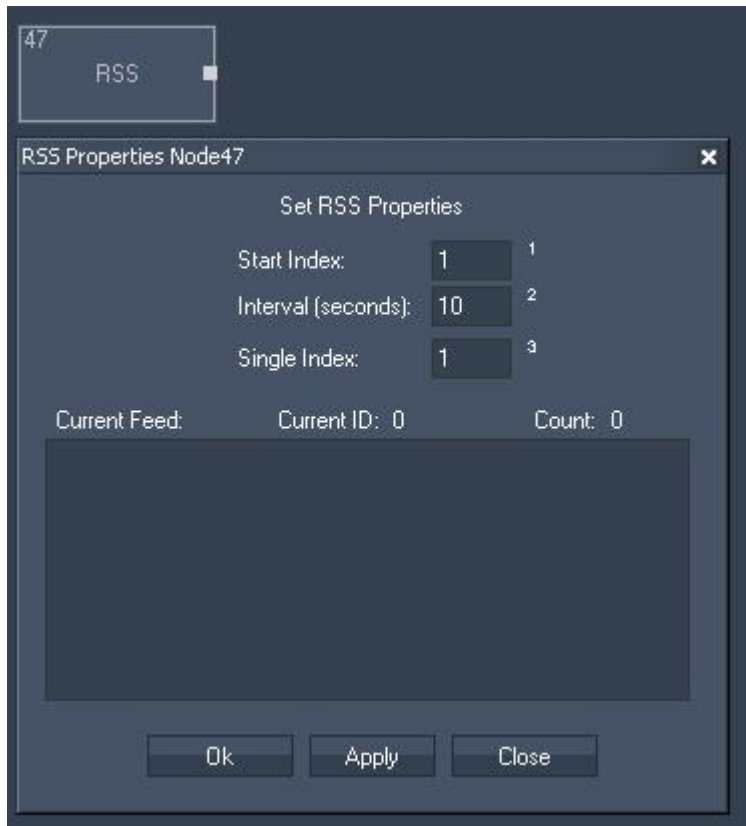 47
RSS
RSS Properties Node47
Set RSS Properties
Start Index: 1 1
Interval (seconds): 10 2
Single Index: 1 3
Current Feed: Current ID: 0 Count: 0
Ok Apply Close